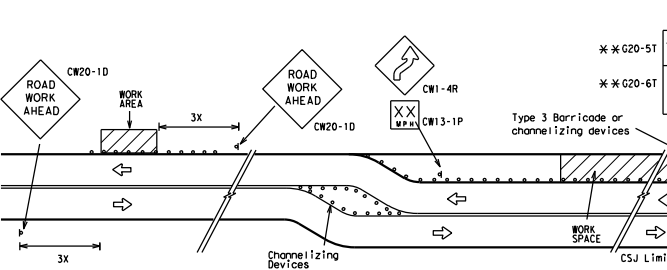 ROAD
WORK
AHEAD
CW20-1D
WORK
AREA
3X
ROAD
WORK
AHEAD
CW20-1D
CW1-4R
XX
MPH
CW13-1P
**G20-5T
**G20-6T
Type 3 Barricade or
channelizing devices
3X
Channelizing
Devices
WORK
SPACE
CSJ Limi